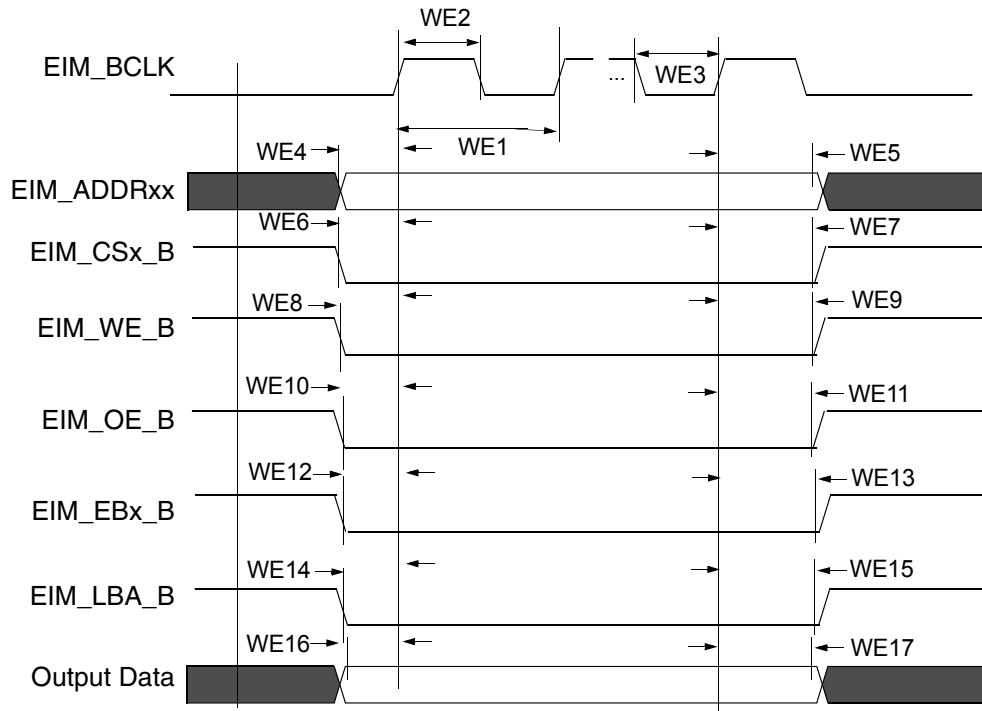 WE2
EIM_BCLK
...
WE3
WE1
WE4
WE5
EIM_ADDRxx
WE6
WE7
EIM_CSx_B
WE8
WE9
EIM_WE_B
WE10
WE11
EIM_OE_B
WE12
WE13
EIM_EBx_B
WE14
WE15
EIM_LBA_B
WE16
WE17
Output Data